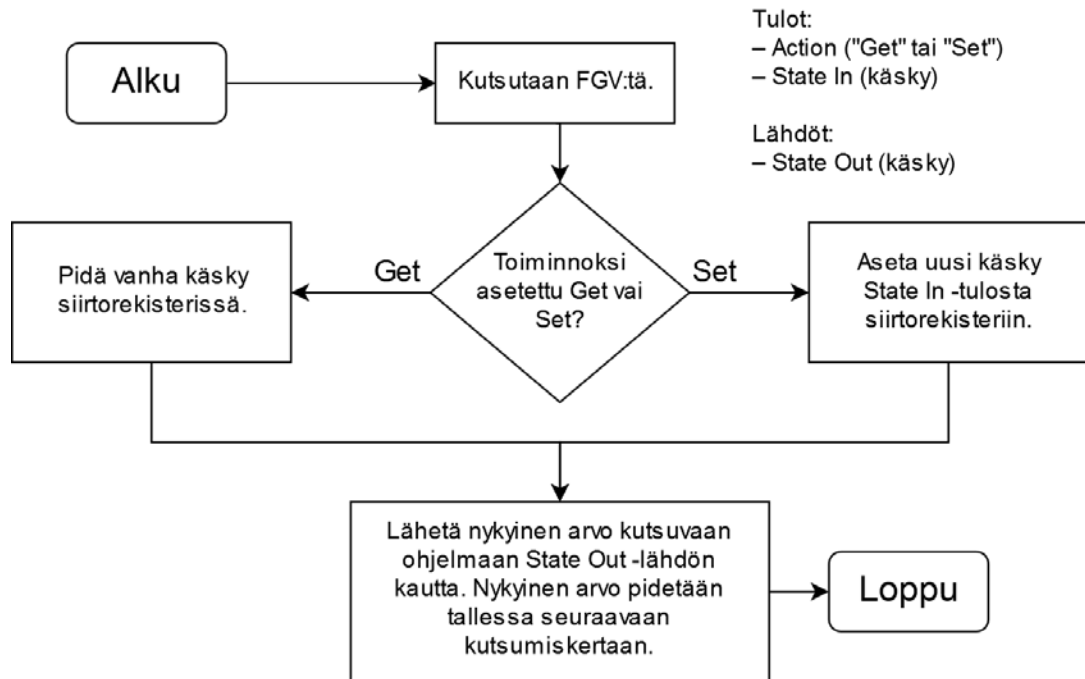 Alku
Kutsutaan FGV:tä.
Tulot:
– Action ("Get" tai "Set")
– State In (käsky)
Lähdöt:
– State Out (käsky)
Pidä vanha käsky
siirtorekisterissä.
Get
Toiminnoksi
asetettu Get vai
Set?
Set
Aseta uusi käsky
State In -tulosta
siirtorekisteriin.
Lähetä nykyinen arvo kutsuvaan
ohjelmaan State Out -lähdön
kautta. Nykyinen arvo pidetään
tallessa seuraavaan
kutsumiskertaan.
Loppu